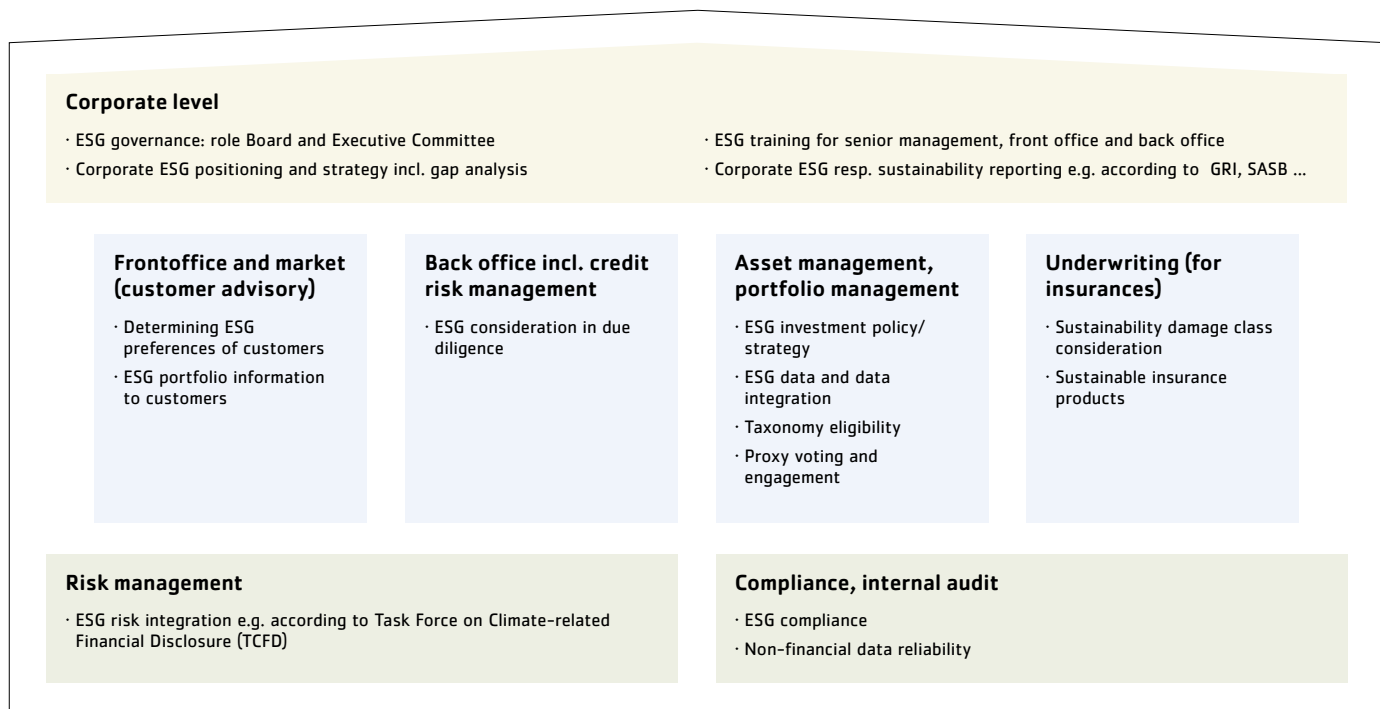 Corporate level
· ESG governance: role Board and Executive Committee
· Corporate ESG positioning and strategy incl. gap analysis
· ESG training for senior management, front office and back office
· Corporate ESG resp. sustainability reporting e.g. according to  GRI, SASB ...
Frontoffice and market
(customer advisory)
· Determining ESG
preferences of customers
· ESG portfolio information
to customers
Back office incl. credit
risk management
· ESG consideration in due
diligence
Asset management,
portfolio management
· ESG investment policy/
strategy
· ESG data and data
integration
· Taxonomy eligibility
· Proxy voting and
engagement
Underwriting (for
insurances)
· Sustainability damage class
consideration
· Sustainable insurance
products
Risk management
· ESG risk integration e.g. according to Task Force on Climate-related
Financial Disclosure (TCFD)
Compliance, internal audit
· ESG compliance
· Non-financial data reliability